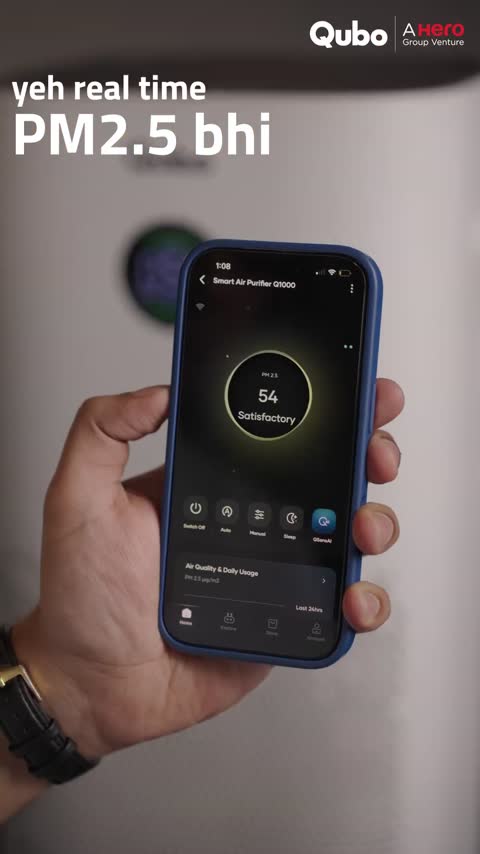 Qubo
A Hero
Group Venture
yeh real time
PM2.5 bhi
1:08
Smart Air Purifier Q1000
PM 2.5
54
Satisfactory
Switch Off
Auto
Manual
Sleep
QSensAI
Air Quality & Daily Usage
PM 2.5 µg/m3
Last 24hrs
Home